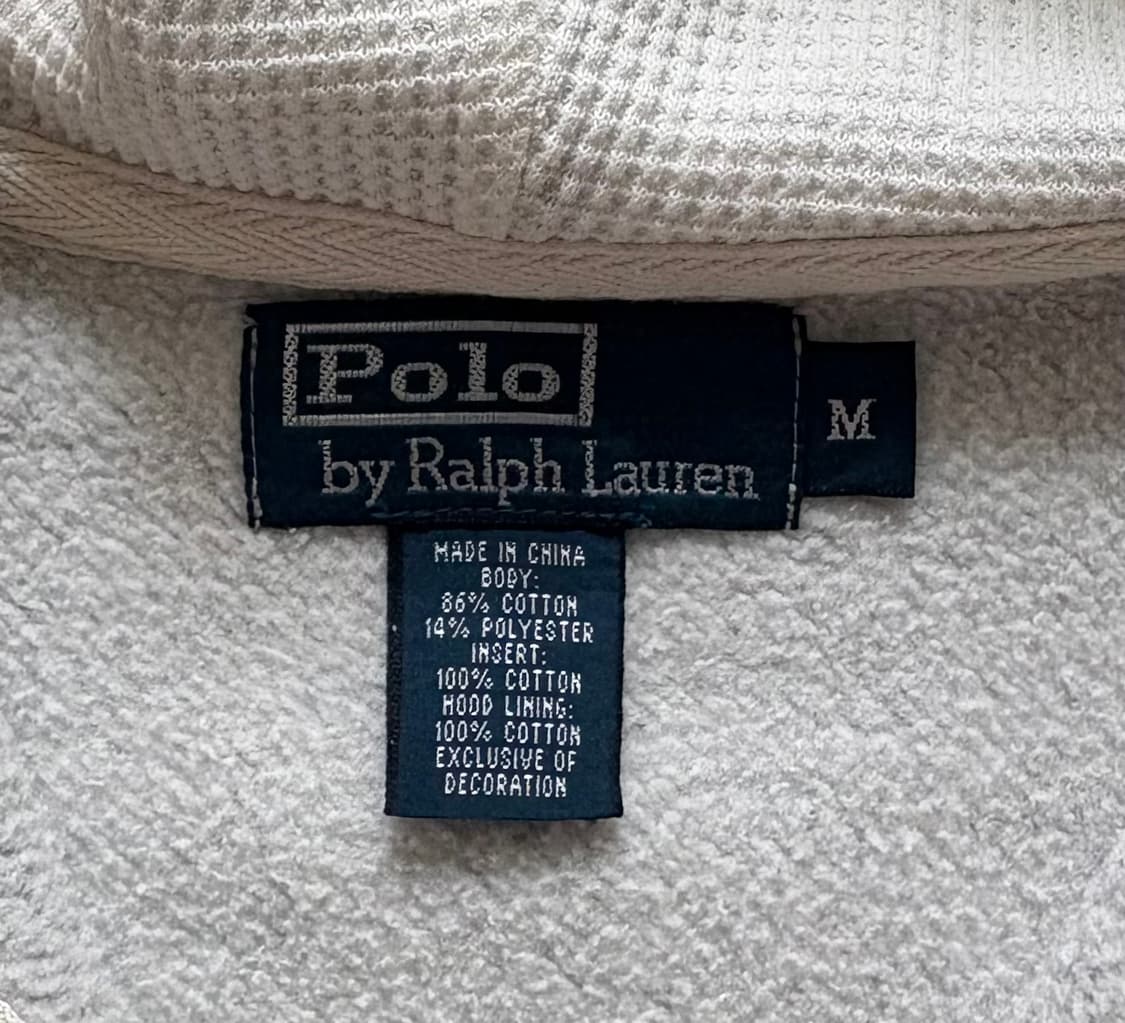 Polo
by Ralph Lauren
M
MADE IN CHINA
BODY:
86% COTTON
14% POLYESTER
INSERT:
100% COTTON
HOOD LINING:
100% COTTON
EXCLUSIVE OF
DECORATION